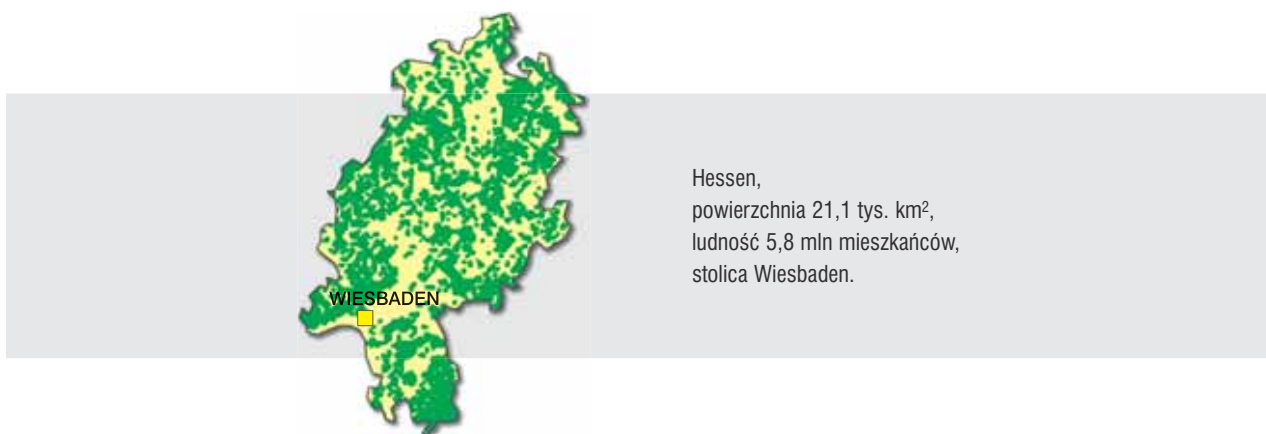 WIESBADEN
Hessen,
powierzchnia 21,1 tys. km²,
ludność 5,8 mln mieszkańców,
stolica Wiesbaden.